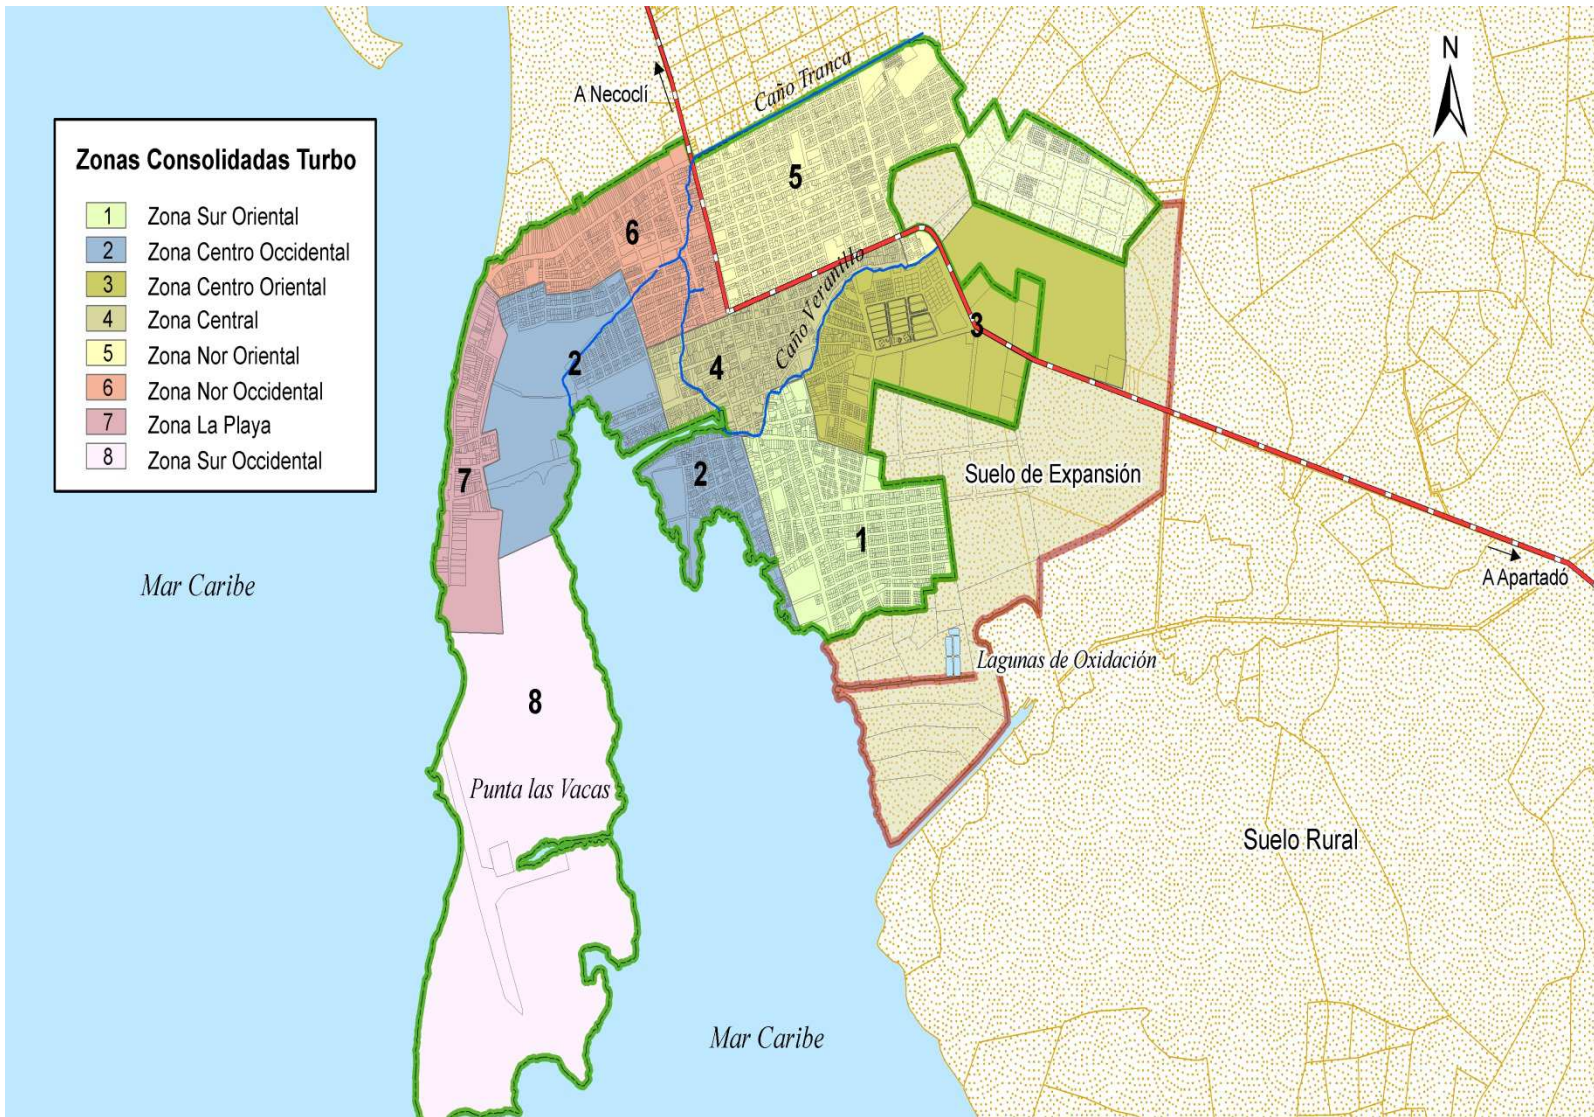 N
Caño Tranca
A Necoclí
Zonas Consolidadas Turbo
1 Zona Sur Oriental
2 Zona Centro Occidental
3 Zona Centro Oriental
4 Zona Central
5 Zona Nor Oriental
6 Zona Nor Occidental
7 Zona La Playa
8 Zona Sur Occidental
5
6
Caño Veranillo
3
2
4
7
2
Suelo de Expansión
1
Mar Caribe
A Apartadó
Lagunas de Oxidación
8
Punta las Vacas
Suelo Rural
Mar Caribe